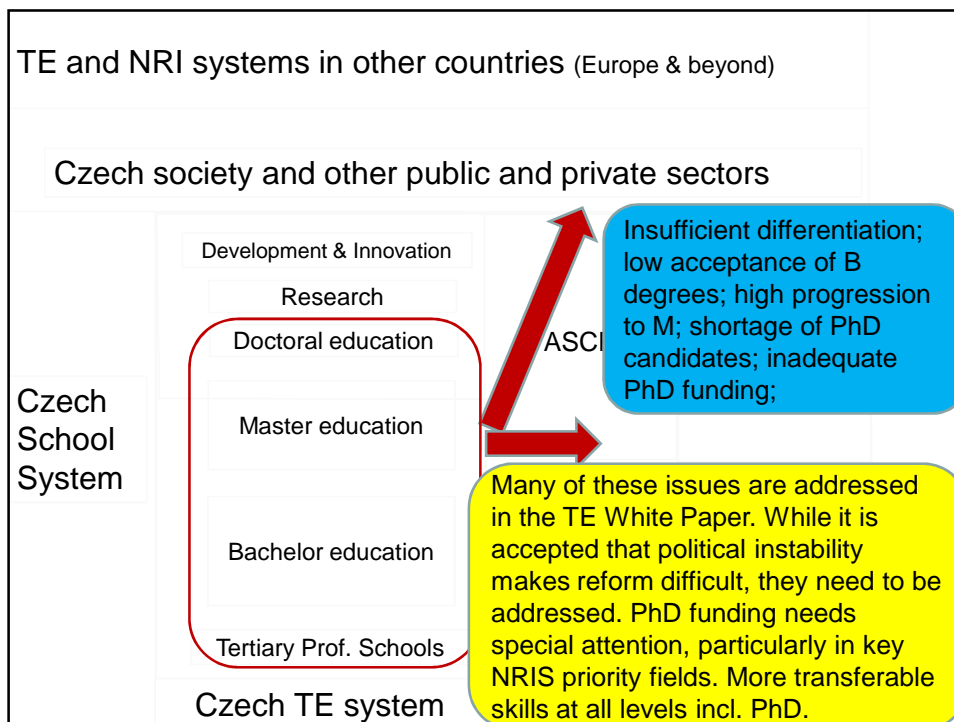 TE and NRI systems in other countries (Europe & beyond)
Czech society and other public and private sectors
Development & Innovation
Research
Doctoral education
Master education
Bachelor education
Tertiary Prof. Schools
Czech TE system
Czech
School
System
Insufficient differentiation;
low acceptance of B
degrees; high progression
to M; shortage of PhD
candidates; inadequate
PhD funding;
Many of these issues are addressed
in the TE White Paper. While it is
accepted that political instability
makes reform difficult, they need to be
addressed. PhD funding needs
special attention, particularly in key
NRIS priority fields. More transferable
skills at all levels incl. PhD.